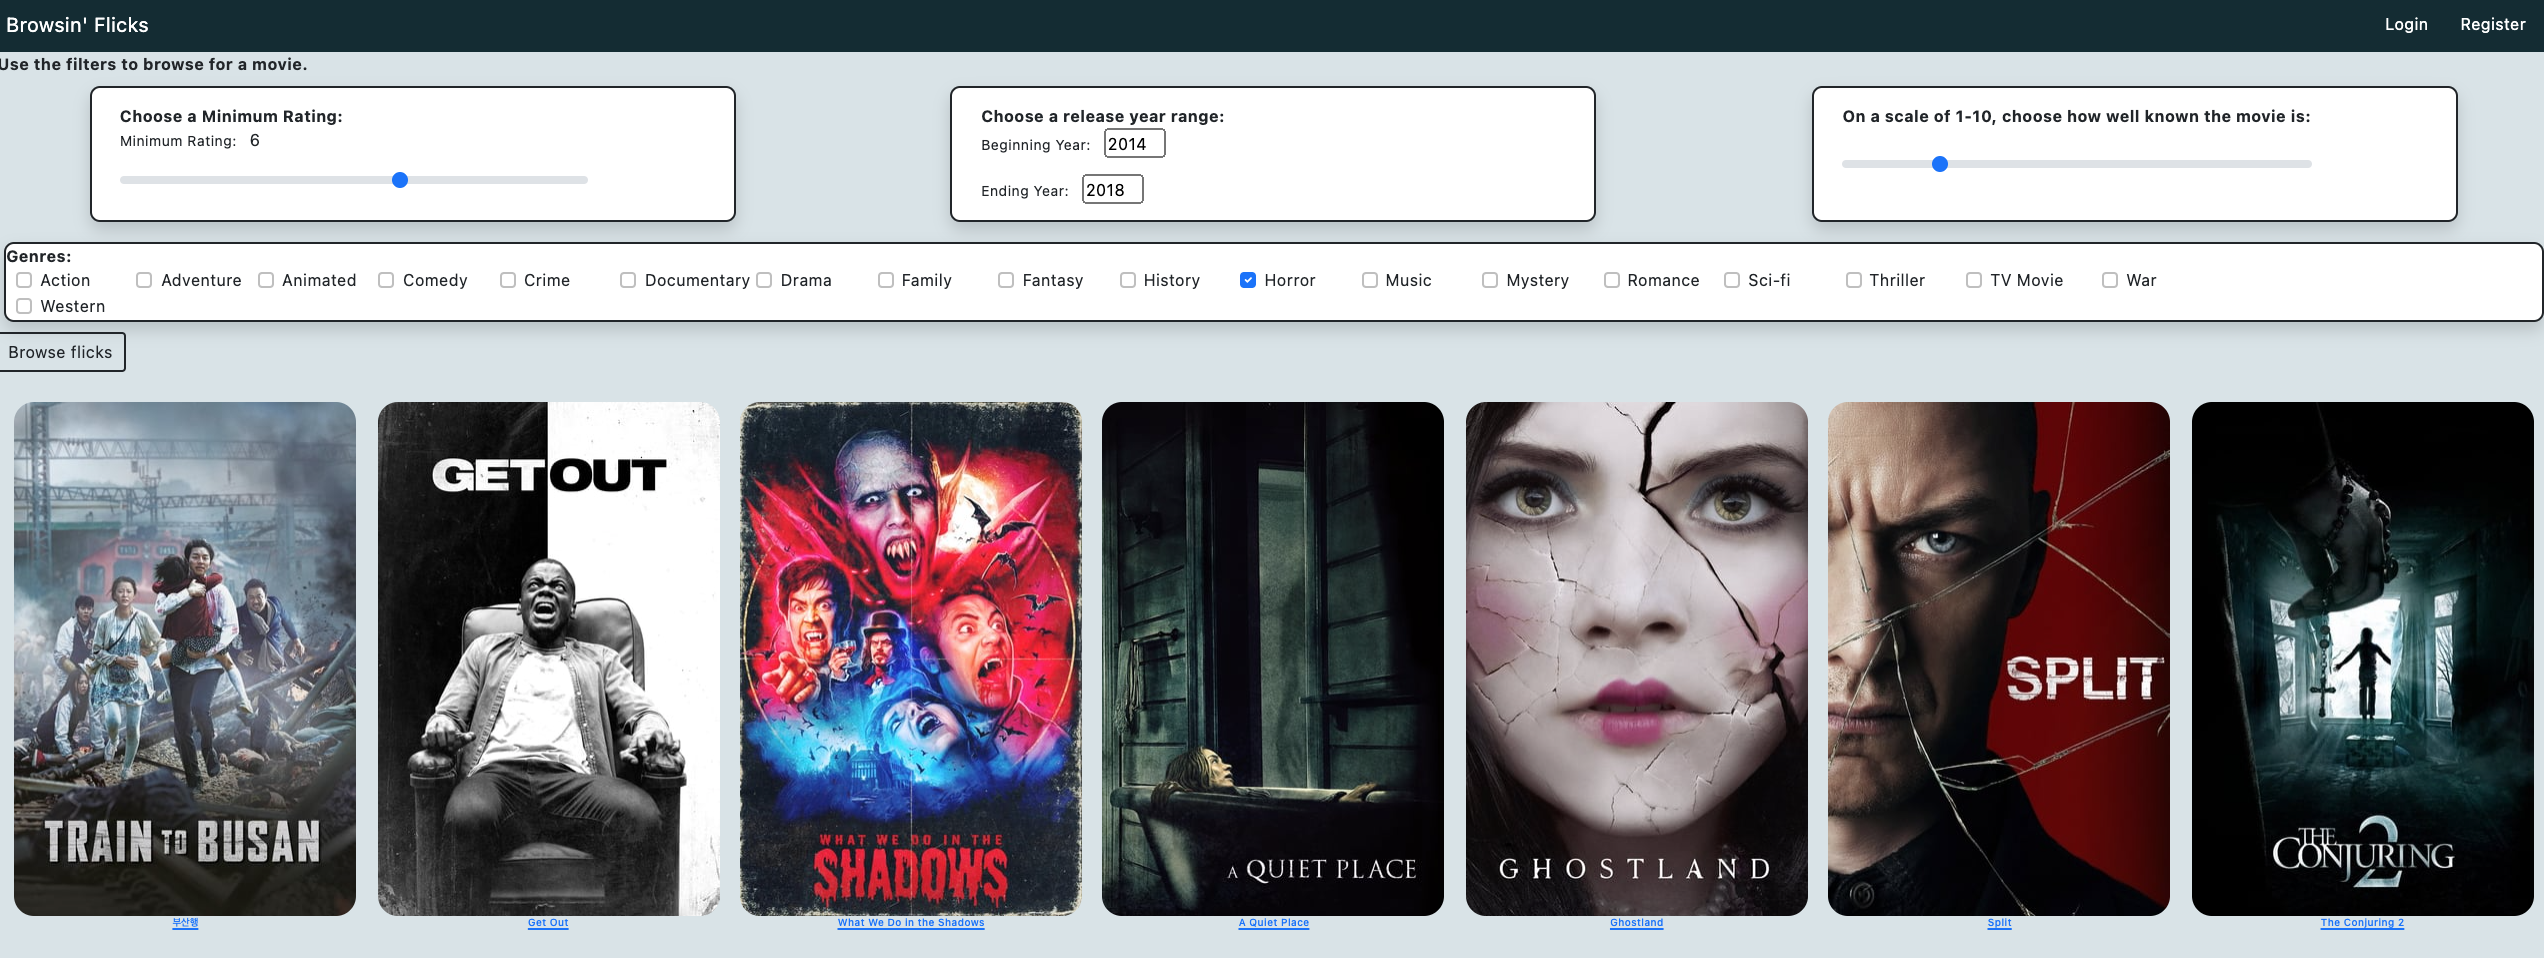 Browsin' Flicks
Login
Register
Use the filters to browse for a movie.
Choose a Minimum Rating:
Minimum Rating: 6
Choose a release year range:
Beginning Year: 2014
Ending Year: 2018
On a scale of 1-10, choose how well known the movie is:
Genres:
Action Adventure Animated Comedy Crime Documentary Drama Family Fantasy History Horror Music Mystery Romance Sci-fi Thriller TV Movie War
Western
Browse flicks
TRAIN TO BUSAN
GET OUT
WHAT WE DO IN THE
SHADOWS
A QUIET PLACE
GHOSTLAND
SPLIT
THE
CONJURING
2
부산행
Get Out
What We Do in the Shadows
A Quiet Place
Ghostland
Split
The Conjuring 2